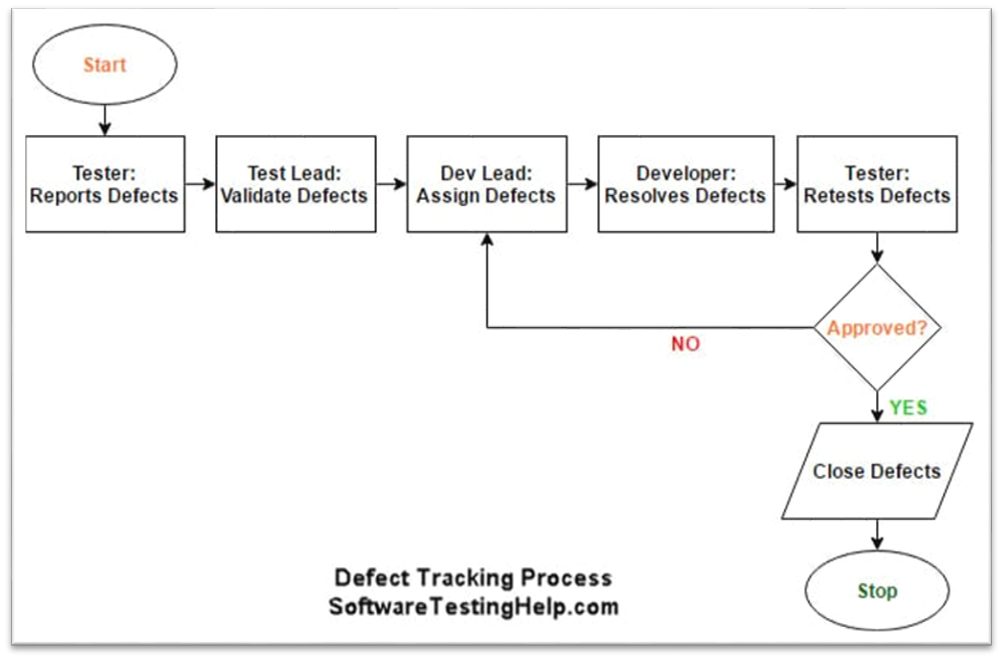 Start
Tester:
Reports Defects
Test Lead:
Validate Defects
Dev Lead:
Assign Defects
Developer:
Resolves Defects
Tester:
Retests Defects
Approved?
NO
YES
Close Defects
Stop
Defect Tracking Process
SoftwareTestingHelp.com